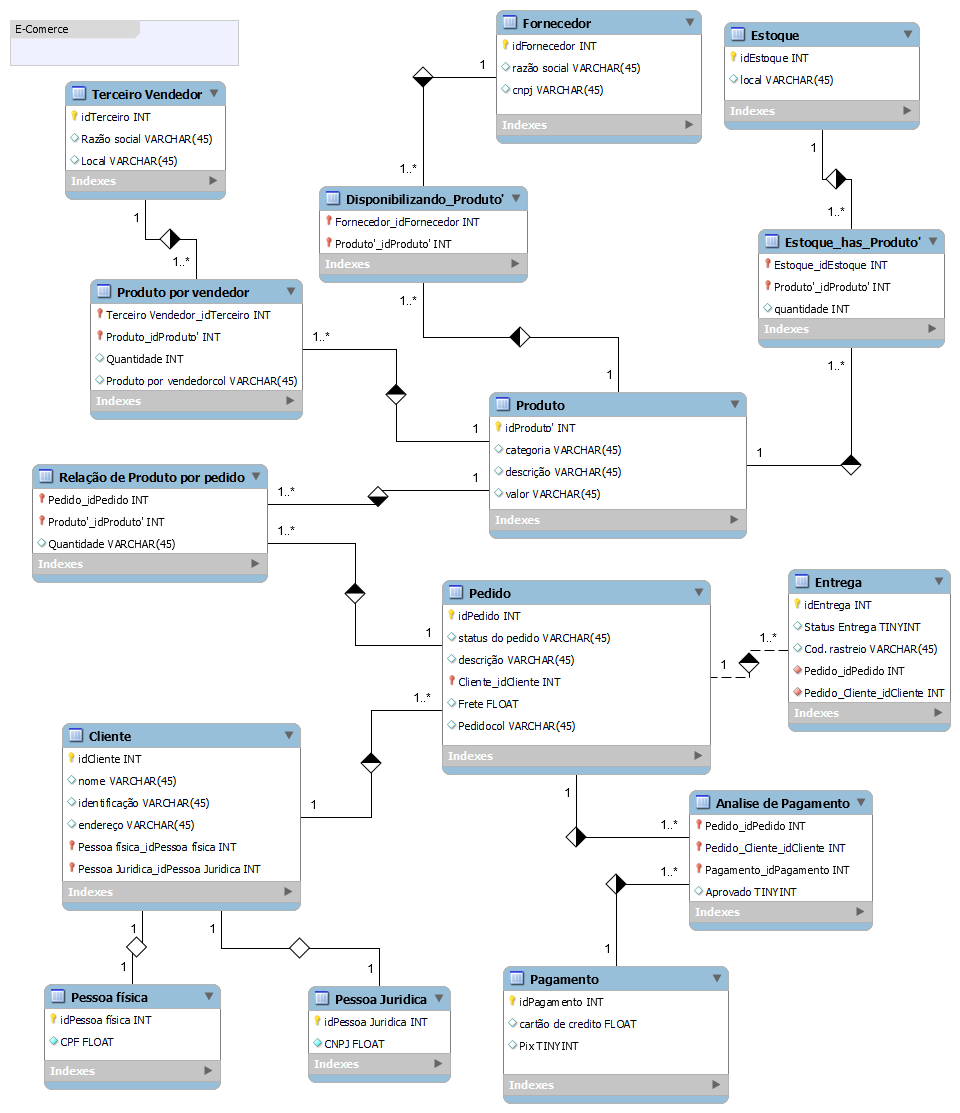 E-Comerce
Fornecedor
idFornecedor INT
razão social VARCHAR(45)
cnpj VARCHAR(45)
Indexes
Estoque
idEstoque INT
local VARCHAR(45)
Indexes
Terceiro Vendedor
idTerceiro INT
Razão social VARCHAR(45)
Local VARCHAR(45)
Indexes
1
1..*
1
1..*
1
1..*
Disponibilizando_Produto'
Fornecedor_idFornecedor INT
Produto'_idProduto' INT
Indexes
Estoque_has_Produto'
Estoque_idEstoque INT
Produto'_idProduto' INT
quantidade INT
Indexes
Produto por vendedor
Terceiro Vendedor_idTerceiro INT
Produto_idProduto' INT
Quantidade INT
Produto por vendedorcol VARCHAR(45)
Indexes
1..*
1
1..*
1
1..*
1
Produto
idProduto' INT
categoria VARCHAR(45)
descrição VARCHAR(45)
valor VARCHAR(45)
Indexes
Relação de Produto por pedido
Pedido_idPedido INT
Produto'_idProduto' INT
Quantidade VARCHAR(45)
Indexes
1..*
1
1..*
1
Pedido
idPedido INT
status do pedido VARCHAR(45)
descrição VARCHAR(45)
Cliente_idCliente INT
Frete FLOAT
Pedidocol VARCHAR(45)
Indexes
Entrega
idEntrega INT
Status Entrega TINYINT
Cod. rastreio VARCHAR(45)
Pedido_idPedido INT
Pedido_Cliente_idCliente INT
Indexes
1
1..*
1..*
1
Cliente
idCliente INT
nome VARCHAR(45)
identificação VARCHAR(45)
endereço VARCHAR(45)
Pessoa física_idPessoa física INT
Pessoa Juridica_idPessoa Juridica INT
Indexes
1
1..*
Analise de Pagamento
Pedido_idPedido INT
Pedido_Cliente_idCliente INT
Pagamento_idPagamento INT
Aprovado TINYINT
Indexes
1..*
1
1
1
1
1
Pessoa física
idPessoa física INT
CPF FLOAT
Indexes
Pessoa Juridica
idPessoa Juridica INT
CNPJ FLOAT
Indexes
Pagamento
idPagamento INT
cartão de credito FLOAT
Pix TINYINT
Indexes